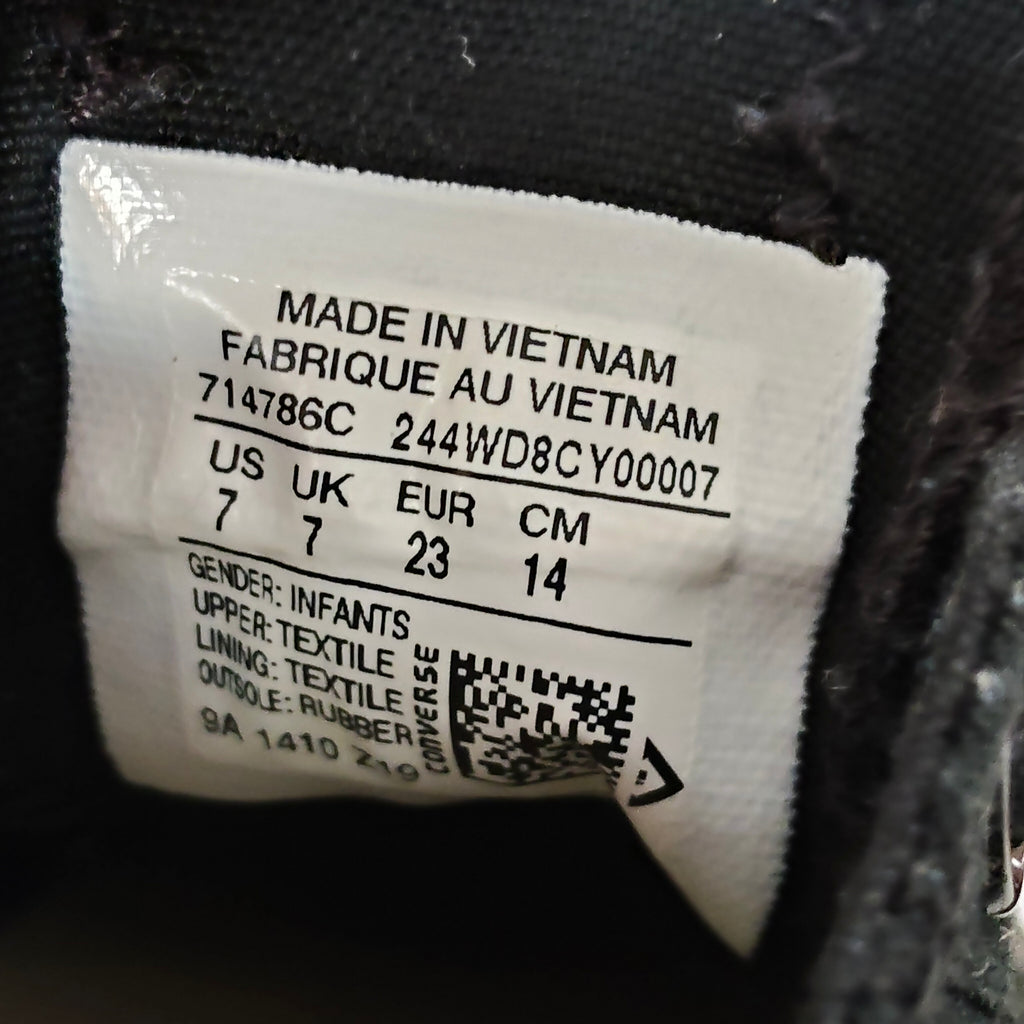 MADE IN VIETNAM
FABRIQUE AU VIETNAM
714786C 244WD8CY00007
US UK EUR CM
7 7 23 14
GENDER: INFANTS
UPPER: TEXTILE
LINING: TEXTILE
OUTSOLE: RUBBER
9A 1410 Z19
CONVERSE